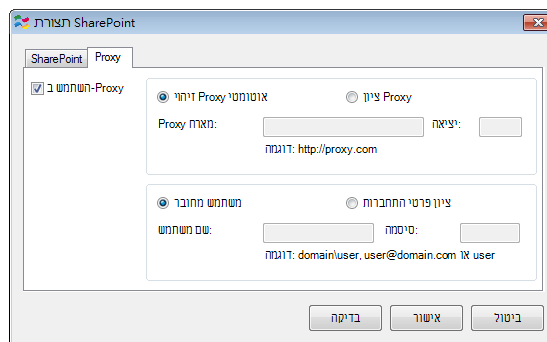 תצורת SharePoint
SharePoint
Proxy
השתמש ב-Proxy
זיהוי Proxy אוטומטי
ציון Proxy
מארח Proxy:
יציאה:
דוגמה: http://proxy.com
משתמש מחובר
ציון פרטי התחברות
שם משתמש:
סיסמה:
דוגמה: domain\user, user@domain.com או user
בדיקה
אישור
ביטול